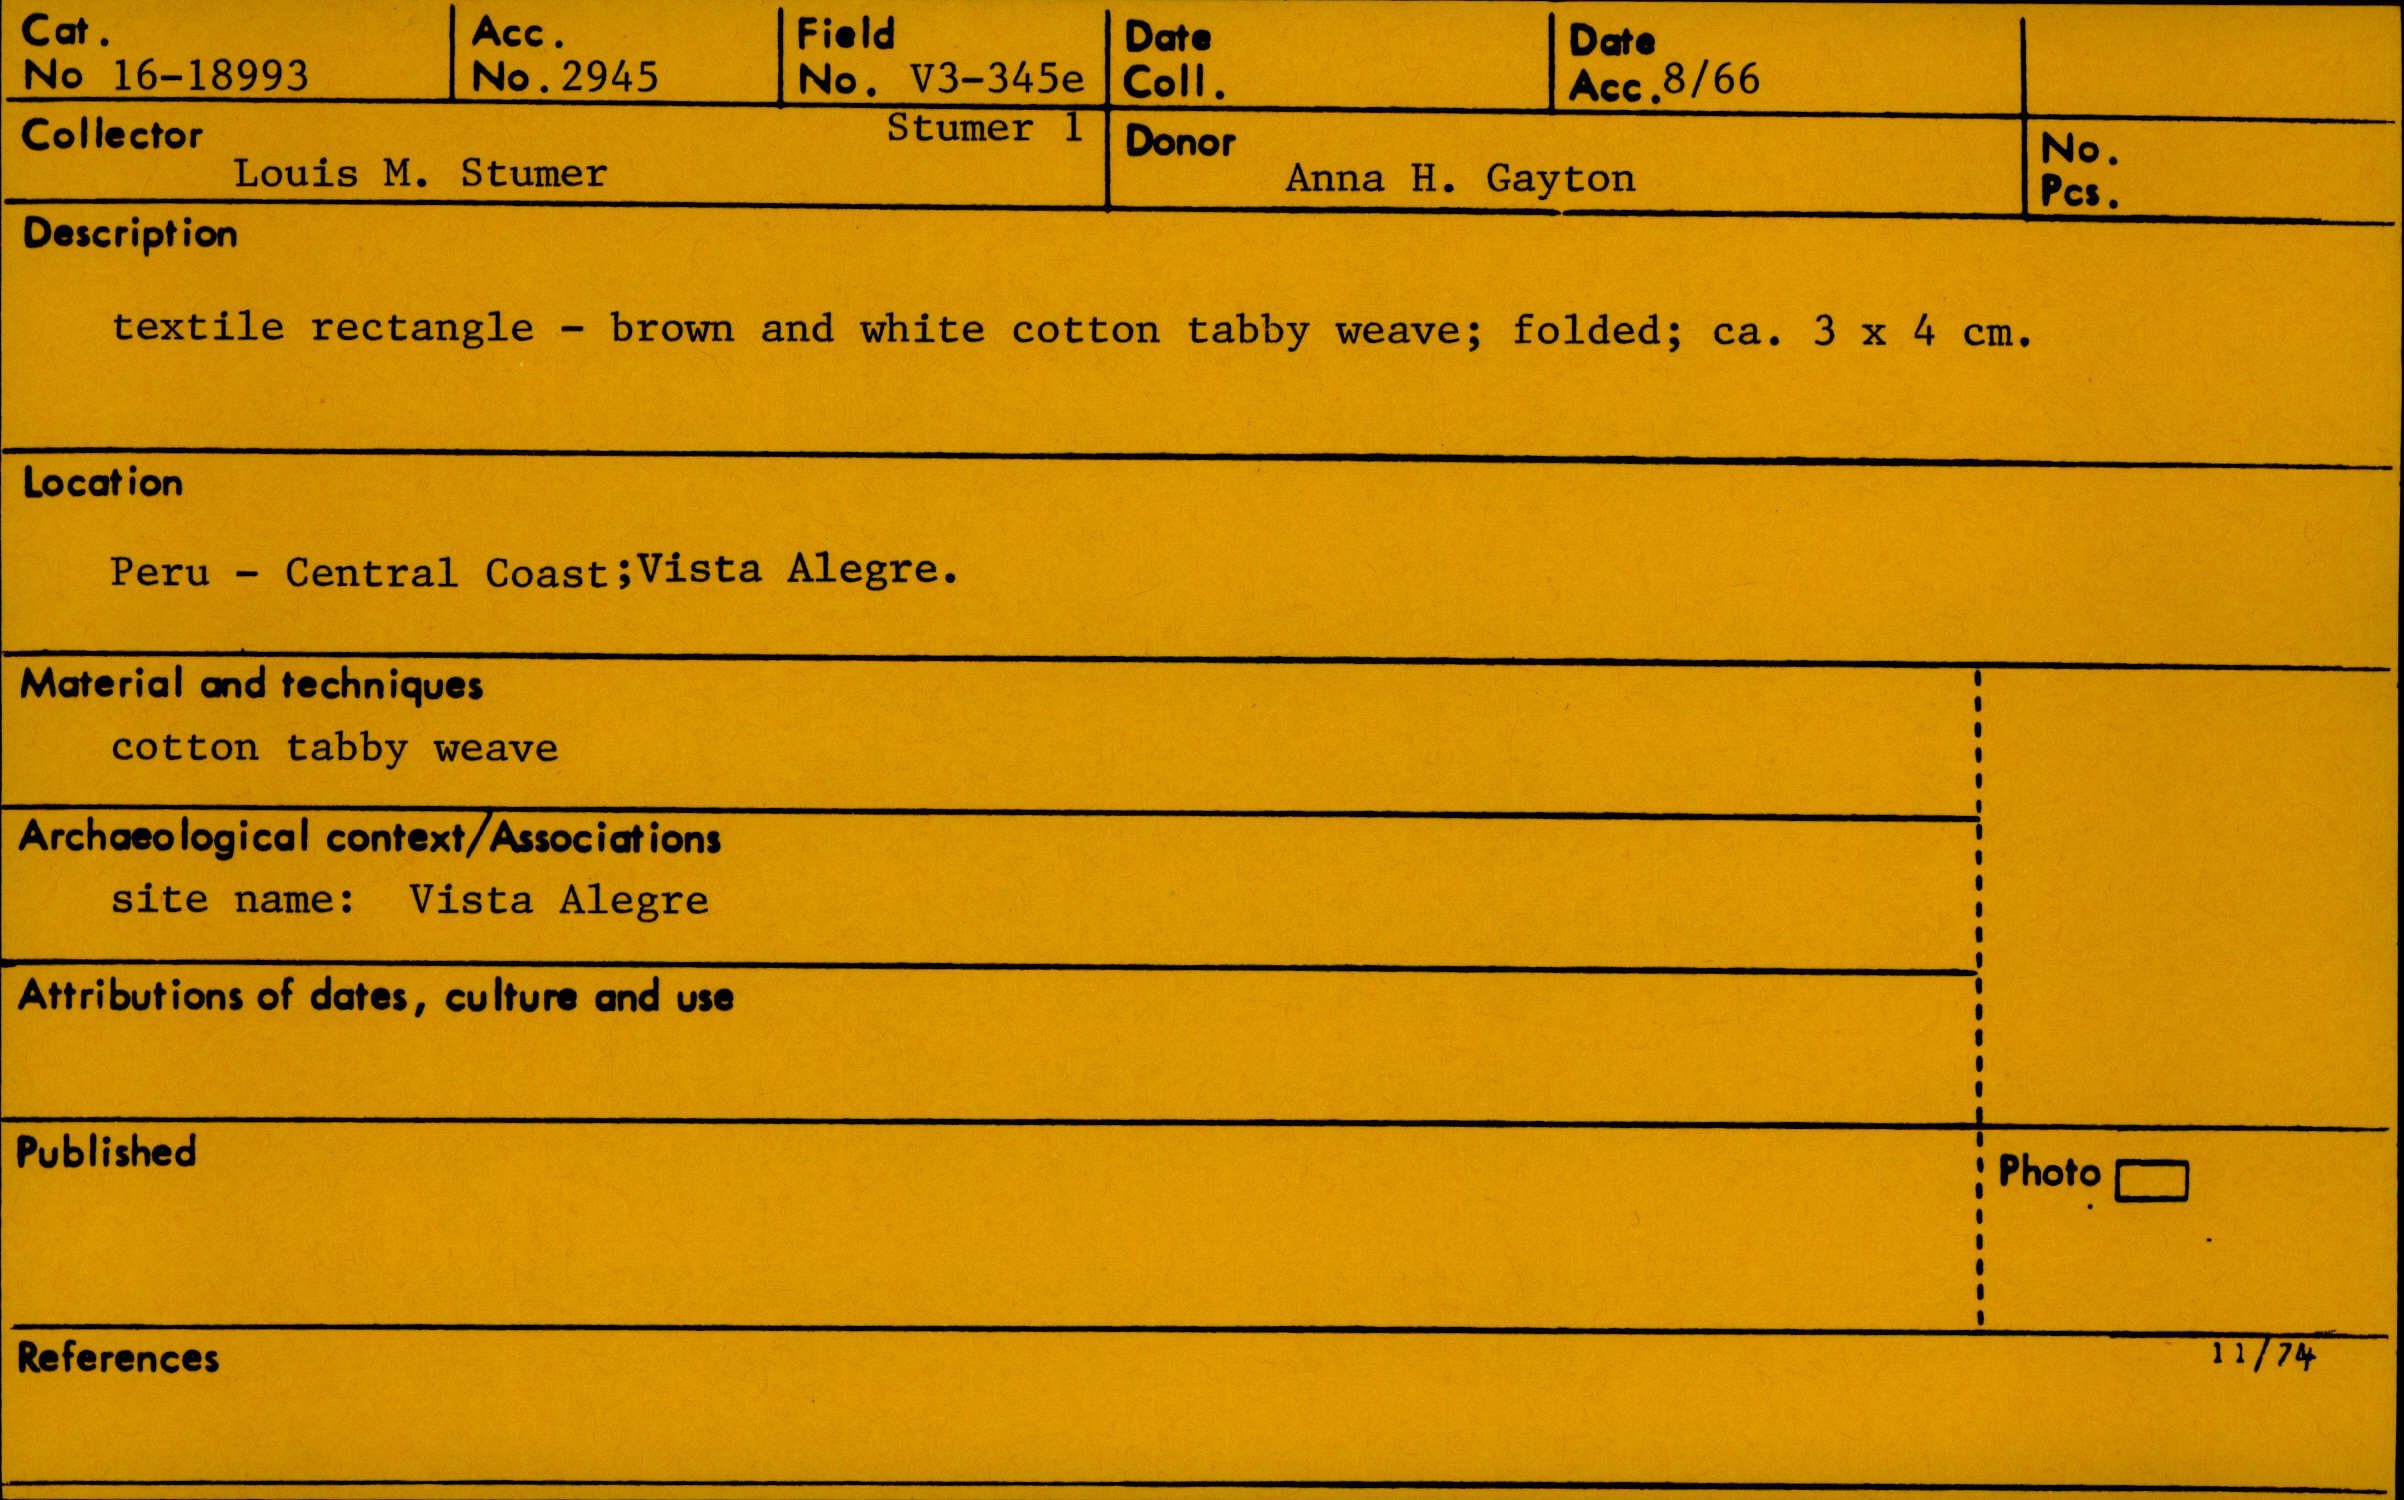 Cat.
No 16-18993
Acc.
No. 2945
Field
No. V3-345e
Stumer 1
Date
Coll.
Date
Acc. 8/66
Collector
Louis M. Stumer
Donor
Anna H. Gayton
No.
Pcs.
Description
textile rectangle - brown and white cotton tabby weave; folded; ca. 3 x 4 cm.
Location
Peru - Central Coast;Vista Alegre.
Material and techniques
cotton tabby weave
Archaeological context/Associations
site name: Vista Alegre
Attributions of dates, culture and use
Published
Photo
References
11/74